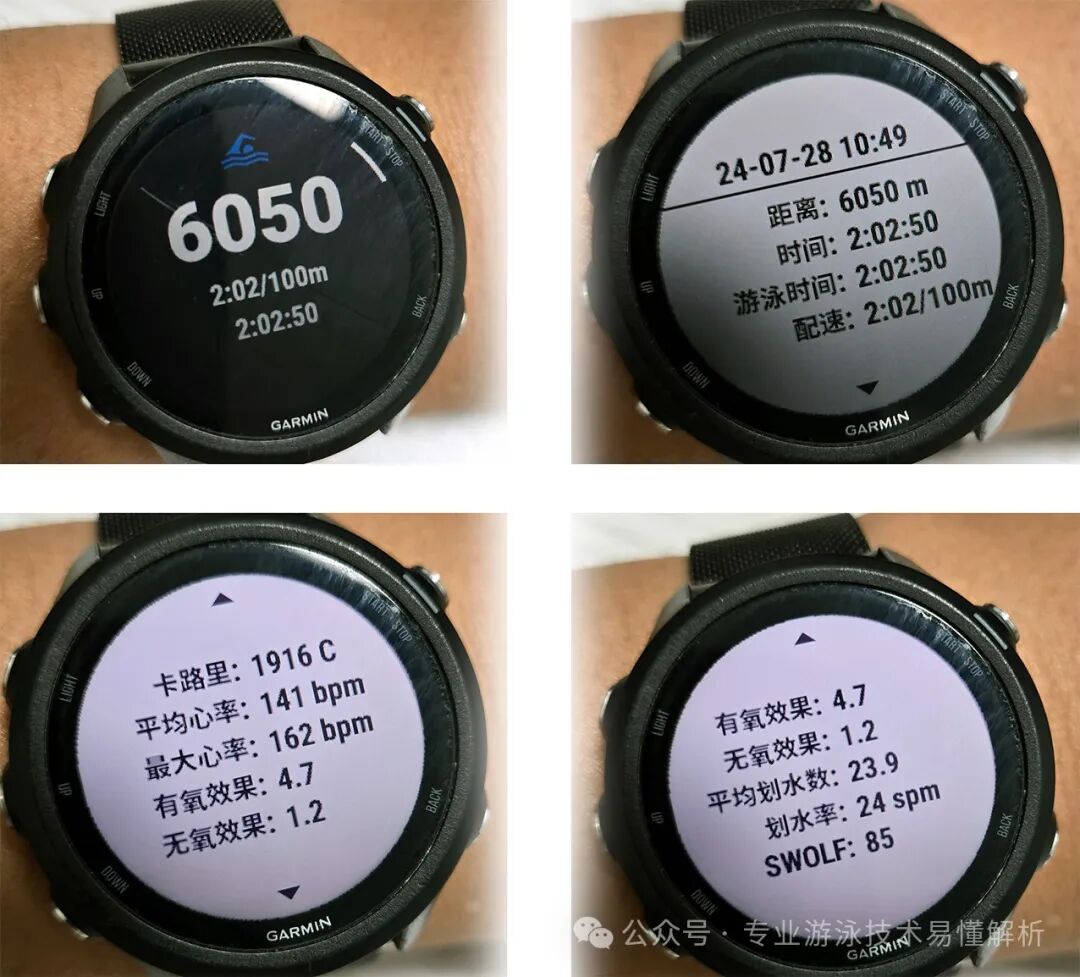 6050
2:02/100m
2:02:50
LIGHT
UP
DOWN
START·STOP
BACK
GARMIN
24-07-28 10:49
距离: 6050 m
时间: 2:02:50
游泳时间: 2:02:50
配速: 2:02/100m
LIGHT
UP
DOWN
START·STOP
BACK
GARMIN
卡路里: 1916 C
平均心率: 141 bpm
最大心率: 162 bpm
有氧效果: 4.7
无氧效果: 1.2
LIGHT
UP
DOWN
START·STOP
BACK
GARMIN
有氧效果: 4.7
无氧效果: 1.2
平均划水数: 23.9
划水率: 24 spm
SWOLF: 85
LIGHT
UP
DOWN
START·STOP
BACK
GARMIN
公众号 · 专业游泳技术易懂解析